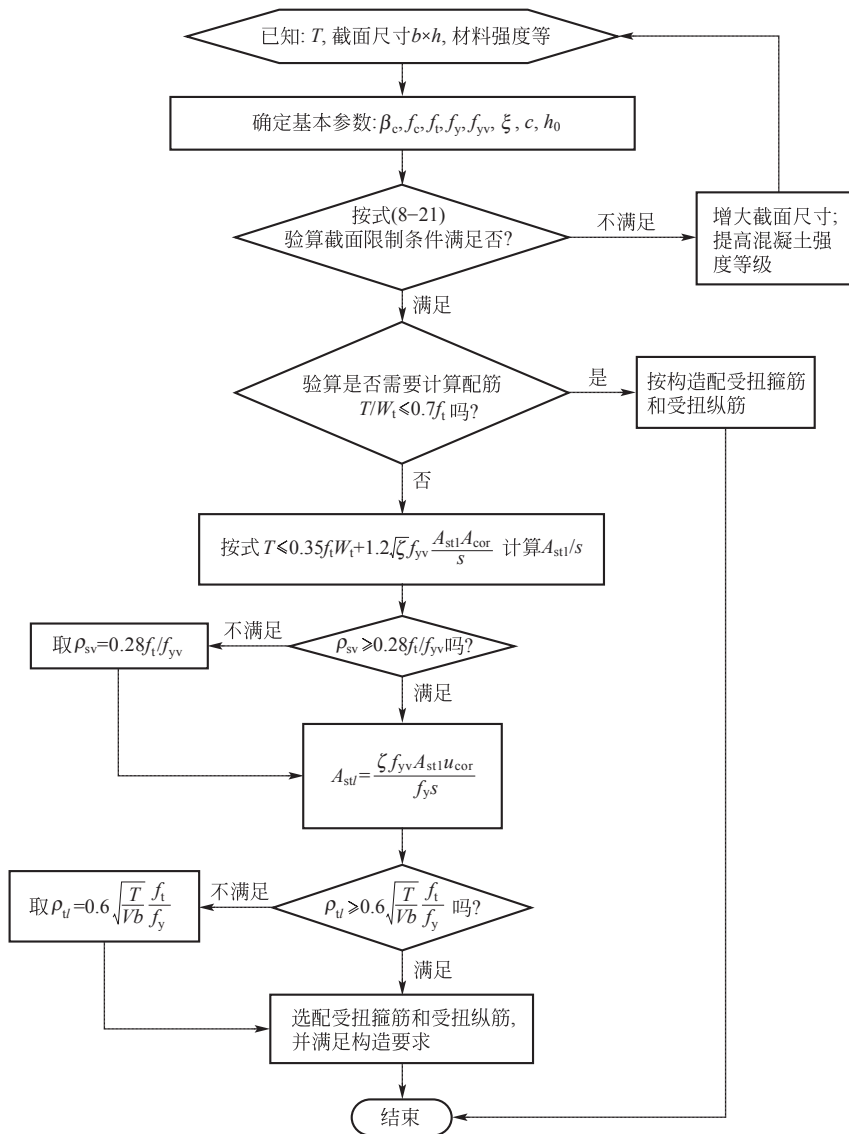 已知: T, 截面尺寸b×h, 材料强度等
确定基本参数: βc, fc, ft, fy, fyv, ξ, c, h0
按式(8−21)
验算截面限制条件满足否?
不满足
增大截面尺寸;
提高混凝土强
度等级
满足
验算是否需要计算配筋
T/Wt≤0.7ft吗?
是
按构造配受扭箍筋
和受扭纵筋
否
按式 T≤0.35ftWt+1.2√ζfyv Ast1Acor/s 计算Ast1/s
ρsv≥0.28ft/fyv吗?
不满足
取ρsv=0.28ft/fyv
满足
Astl=ζfyvAst1ucor/fys
ρtl≥0.6√(T/Vb) ft/fy 吗?
不满足
取ρtl=0.6√(T/Vb) ft/fy
满足
选配受扭箍筋和受扭纵筋,
并满足构造要求
结束